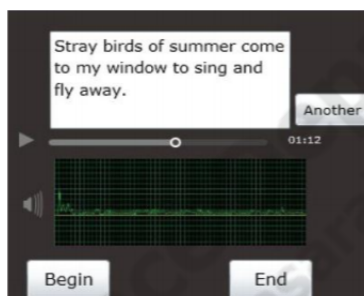 Stray birds of summer come
to my window to sing and
fly away.
Another
01:12
Begin
End